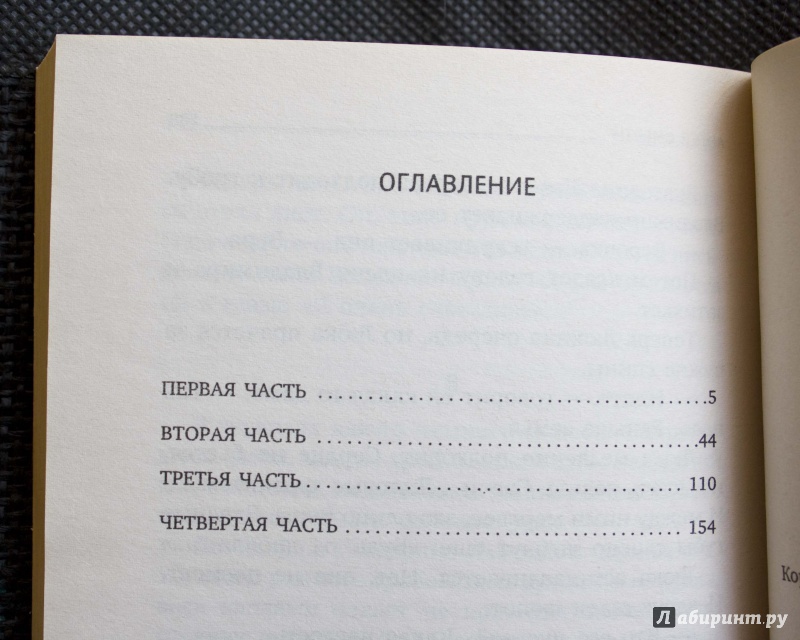 ОГЛАВЛЕНИЕ
ПЕРВАЯ ЧАСТЬ ........................................ 5
ВТОРАЯ ЧАСТЬ ........................................ 44
ТРЕТЬЯ ЧАСТЬ ........................................ 110
ЧЕТВЕРТАЯ ЧАСТЬ .................................... 154
Лабиринт.ру